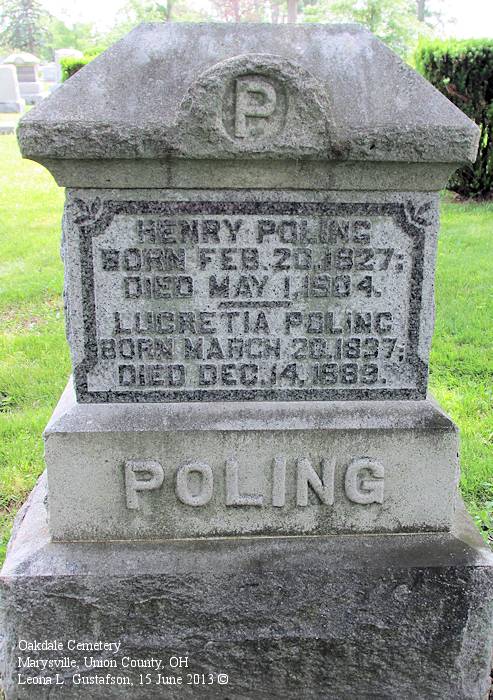 P
HENRY POLING
BORN FEB. 20, 1827;
DIED MAY 1, 1904.
LUCRETIA POLING
BORN MARCH 20, 1837;
DIED DEC. 14, 1889.
POLING
Oakdale Cemetery
Marysville, Union County, OH
Leona L. Gustafson, 15 June 2013 ©